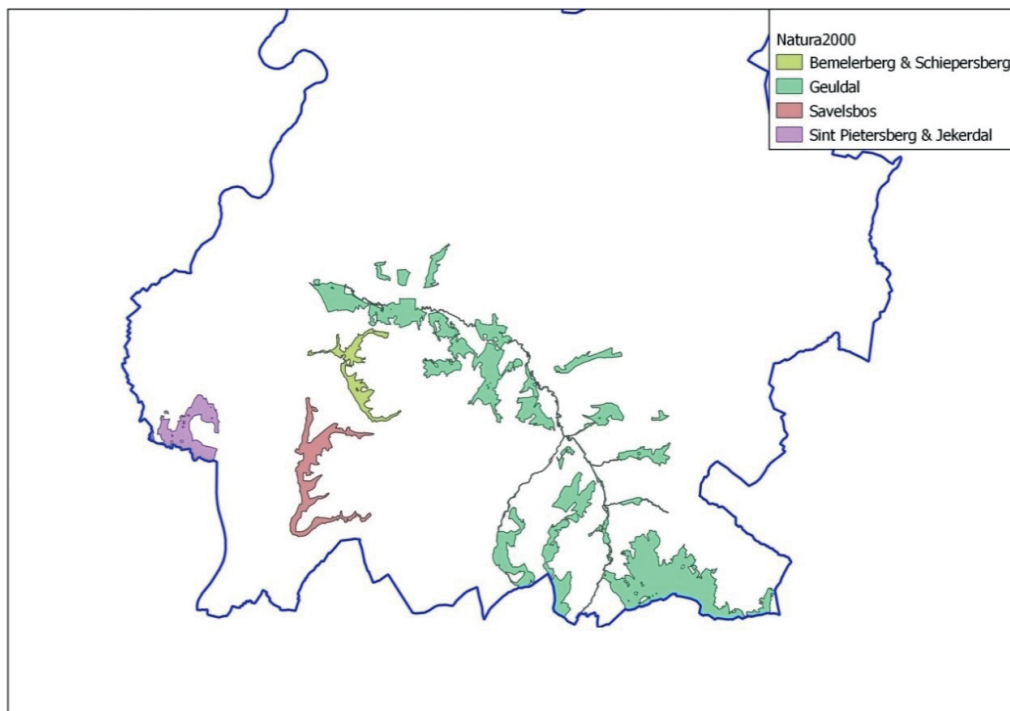 Natura2000
Bemelerberg & Schiepersberg
Geuldal
Savelsbos
Sint Pietersberg & Jekerdal